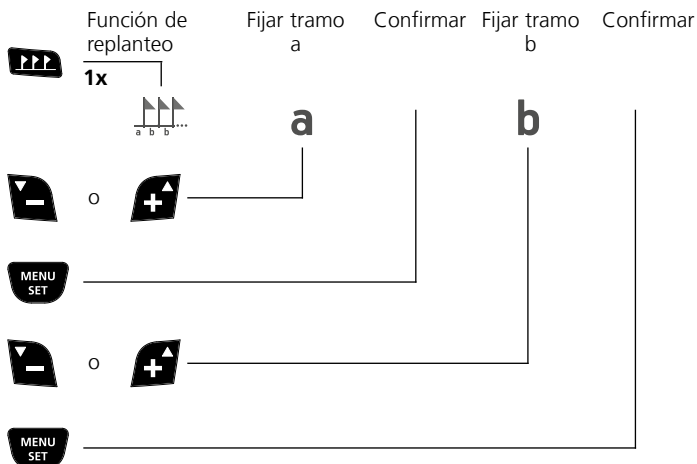 Función de replanteo
Fijar tramo a
Confirmar
Fijar tramo b
Confirmar
1x
a b b ...
a
b
− o +
MENU SET
− o +
MENU SET